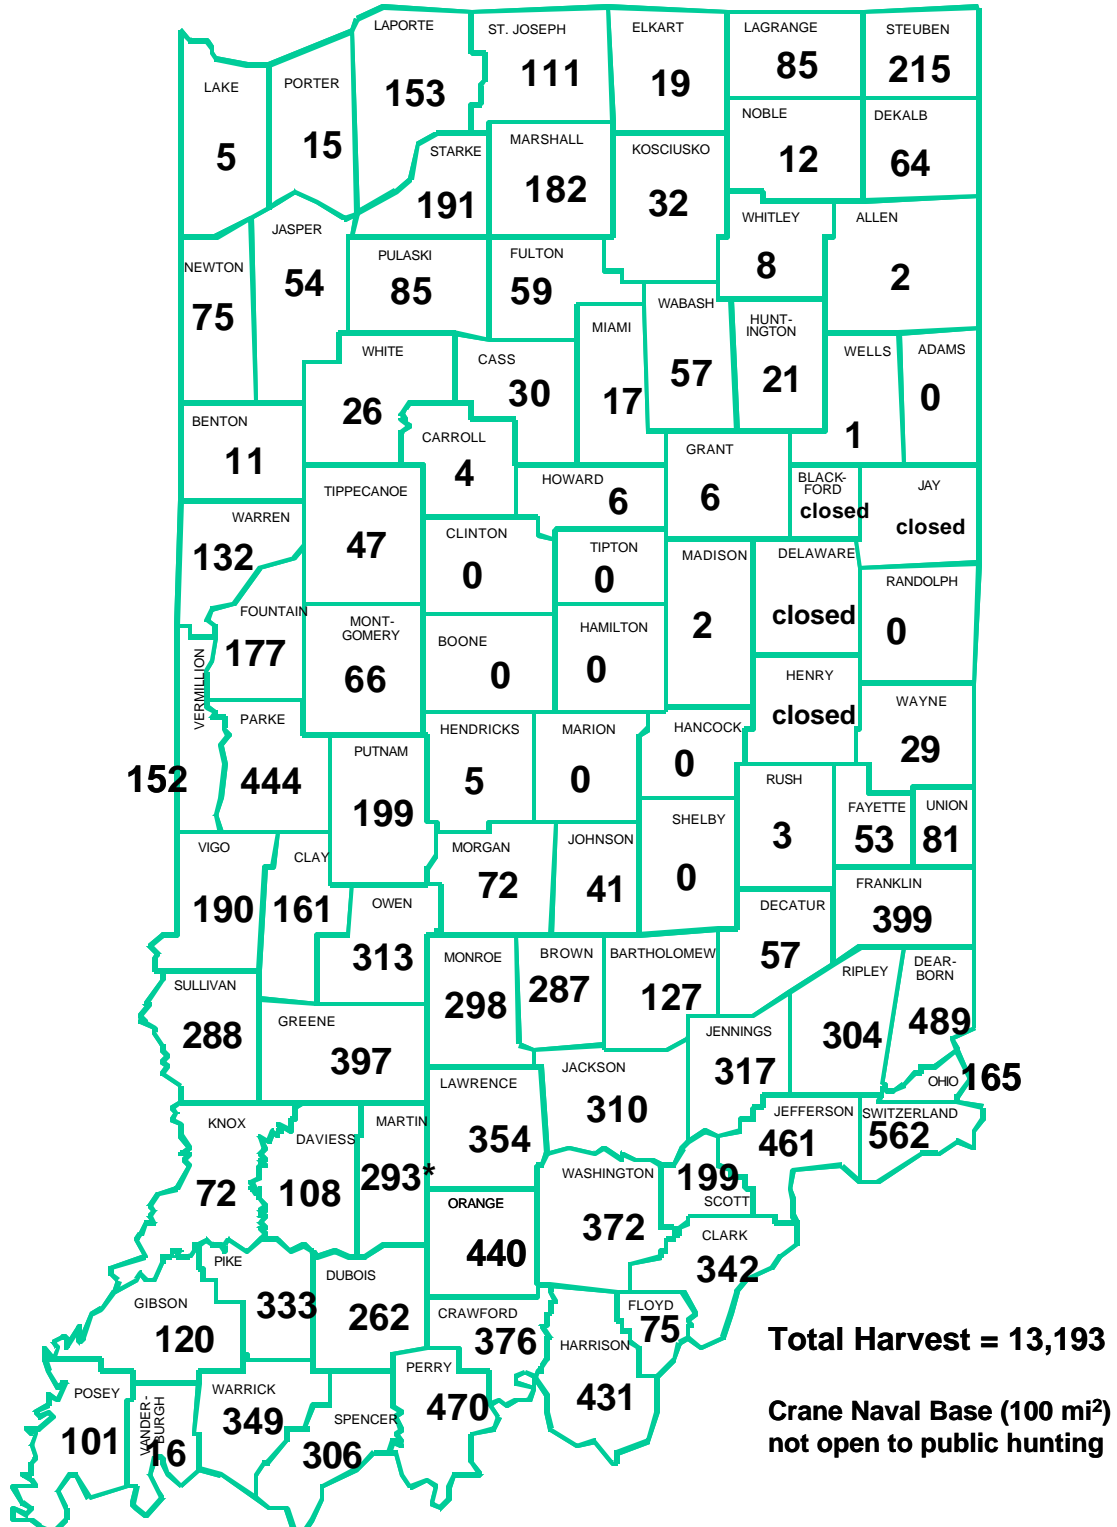 LAPORTE
153
ST. JOSEPH
111
ELKART
19
LAGRANGE
85
STEUBEN
215
LAKE
5
PORTER
15
STARKE
191
MARSHALL
182
KOSCIUSKO
32
NOBLE
12
DEKALB
64
NEWTON
75
JASPER
54
PULASKI
85
FULTON
59
WHITLEY
8
ALLEN
2
WHITE
26
CASS
30
MIAMI
17
WABASH
57
HUNT-
INGTON
21
WELLS
1
ADAMS
0
BENTON
11
CARROLL
4
HOWARD
6
GRANT
6
BLACK-
FORD
closed
JAY
closed
WARREN
132
TIPPECANOE
47
CLINTON
0
TIPTON
0
MADISON
2
DELAWARE
closed
RANDOLPH
0
FOUNTAIN
177
MONT-
GOMERY
66
BOONE
0
HAMILTON
0
HENRY
closed
WAYNE
29
VERMILLION
152
PARKE
444
PUTNAM
199
HENDRICKS
5
MARION
0
HANCOCK
0
RUSH
3
FAYETTE
53
UNION
81
VIGO
190
CLAY
161
OWEN
313
MORGAN
72
JOHNSON
41
SHELBY
0
DECATUR
57
FRANKLIN
399
SULLIVAN
288
GREENE
397
MONROE
298
BROWN
287
BARTHOLOMEW
127
JENNINGS
317
RIPLEY
304
DEAR-
BORN
489
OHIO
165
KNOX
72
DAVIESS
108
MARTIN
293*
LAWRENCE
354
JACKSON
310
JEFFERSON
461
SWITZERLAND
562
ORANGE
440
WASHINGTON
372
199
SCOTT
CLARK
342
GIBSON
120
PIKE
333
DUBOIS
262
CRAWFORD
376
HARRISON
431
FLOYD
75
POSEY
101
VANDER-
BURGH
16
WARRICK
349
SPENCER
306
PERRY
470
Total Harvest = 13,193
Crane Naval Base (100 mi²)
not open to public hunting